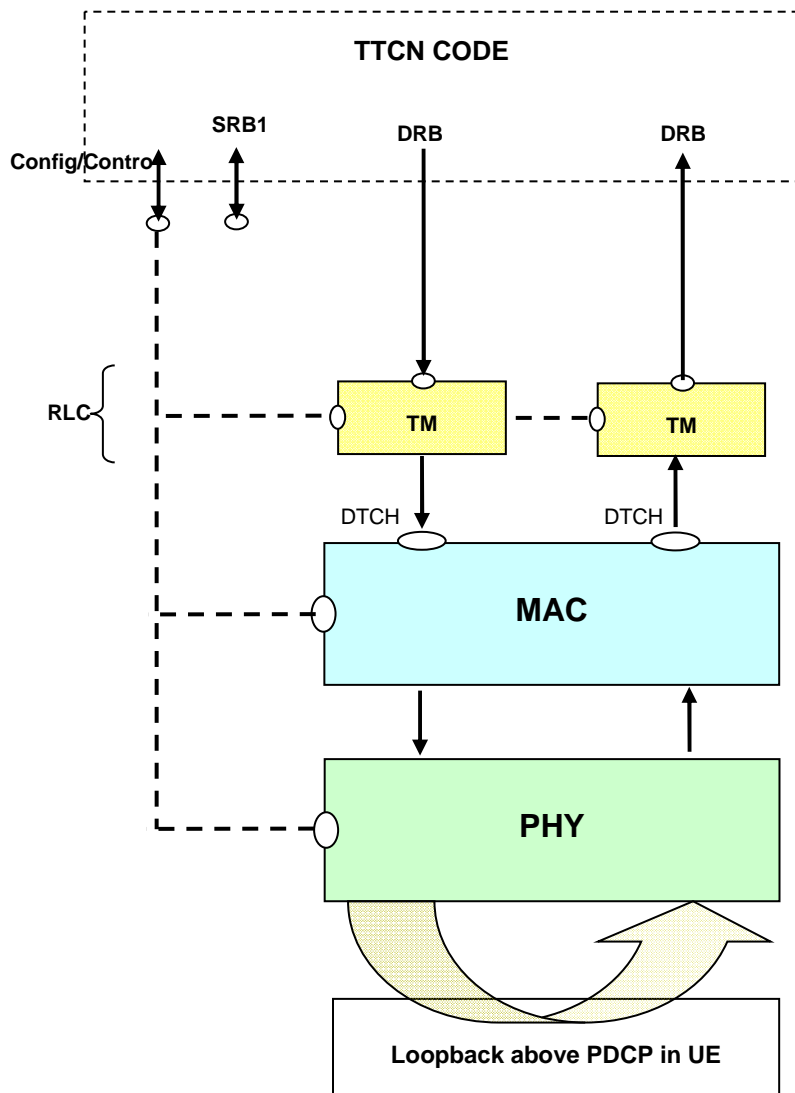 TTCN CODE
SRB1
DRB
DRB
Config/Contro
RLC
TM
TM
DTCH
DTCH
MAC
PHY
Loopback above PDCP in UE